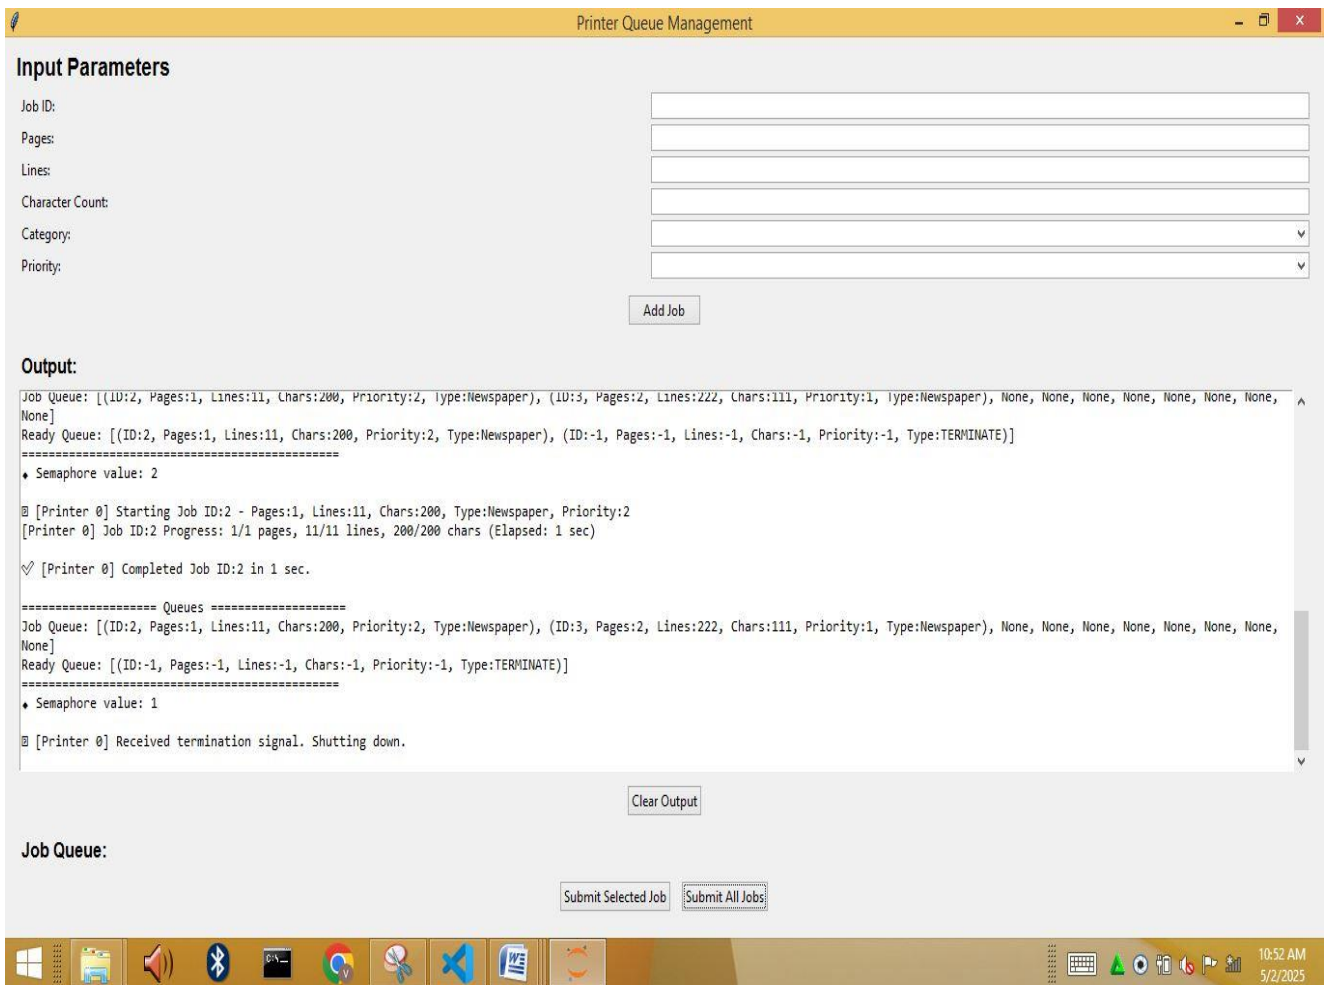 Printer Queue Management
Input Parameters
Job ID:
Pages:
Lines:
Character Count:
Category:
Priority:
Add Job
Output:
Job Queue: [(ID:2, Pages:1, Lines:11, Chars:200, Priority:2, Type:Newspaper), (ID:3, Pages:2, Lines:222, Chars:111, Priority:1, Type:Newspaper), None, None, None, None, None, None, None,
None]
Ready Queue: [(ID:2, Pages:1, Lines:11, Chars:200, Priority:2, Type:Newspaper), (ID:-1, Pages:-1, Lines:-1, Chars:-1, Priority:-1, Type:TERMINATE)]
===============================================
♦ Semaphore value: 2
[Printer 0] Starting Job ID:2 - Pages:1, Lines:11, Chars:200, Type:Newspaper, Priority:2
[Printer 0] Job ID:2 Progress: 1/1 pages, 11/11 lines, 200/200 chars (Elapsed: 1 sec)
✅ [Printer 0] Completed Job ID:2 in 1 sec.
==================== Queues ====================
Job Queue: [(ID:2, Pages:1, Lines:11, Chars:200, Priority:2, Type:Newspaper), (ID:3, Pages:2, Lines:222, Chars:111, Priority:1, Type:Newspaper), None, None, None, None, None, None, None,
None]
Ready Queue: [(ID:-1, Pages:-1, Lines:-1, Chars:-1, Priority:-1, Type:TERMINATE)]
===============================================
♦ Semaphore value: 1
[Printer 0] Received termination signal. Shutting down.
Clear Output
Job Queue:
Submit Selected Job Submit All Jobs
C:\_
V
W
10:52 AM
5/2/2025